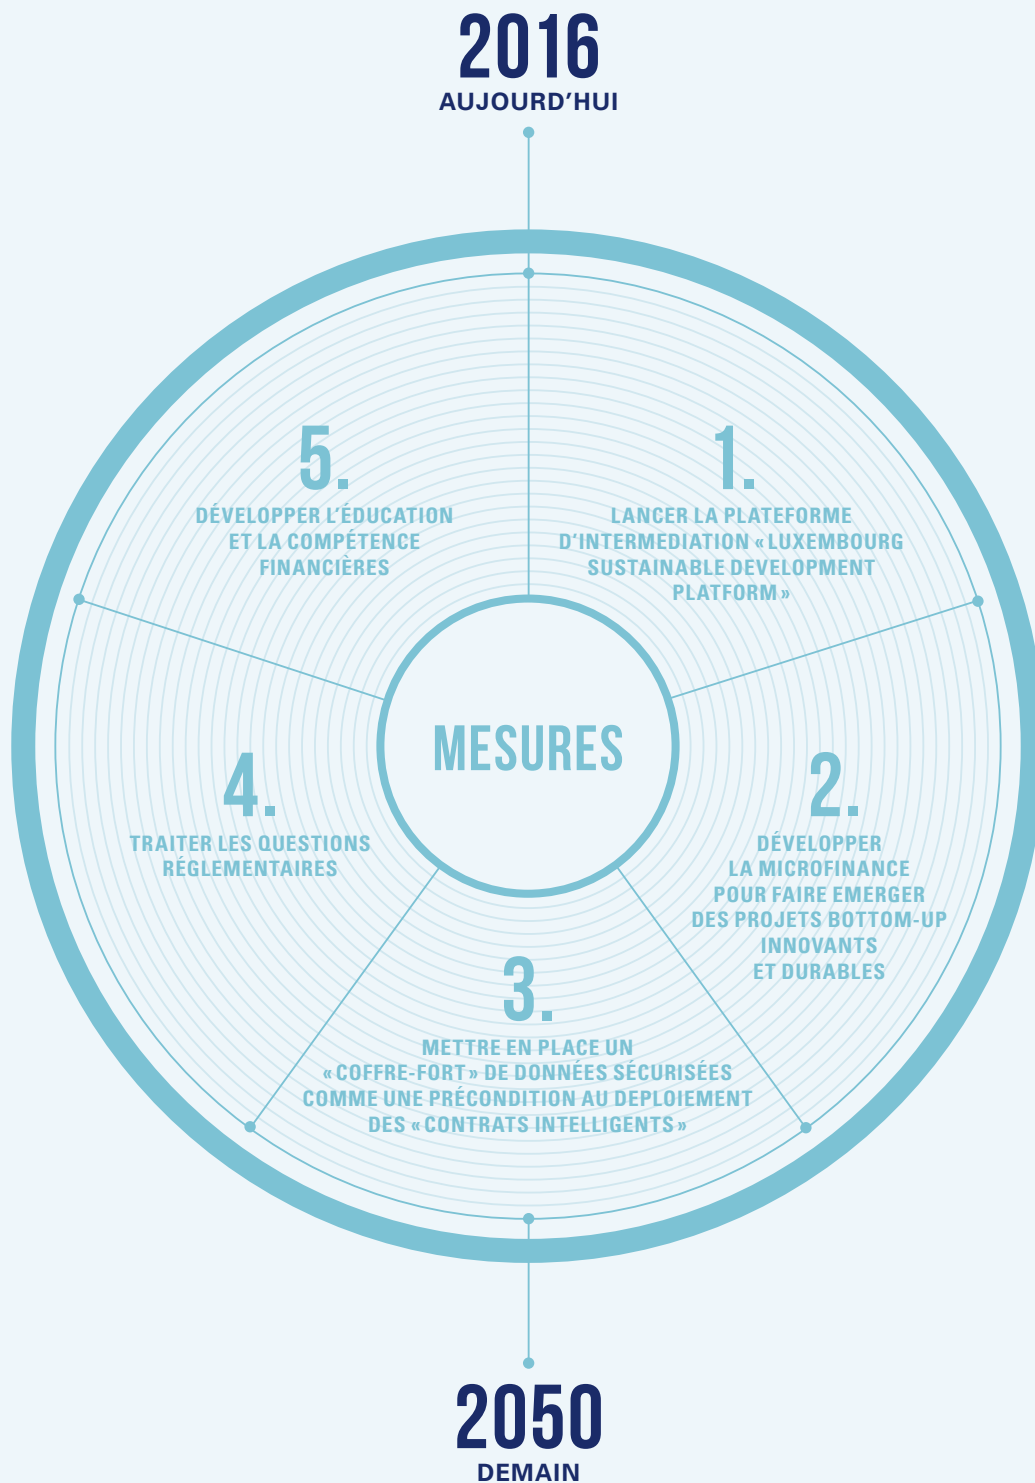 2016
AUJOURD'HUI
5.
DÉVELOPPER L'ÉDUCATION
ET LA COMPÉTENCE
FINANCIÈRES
1.
LANCER LA PLATEFORME
D'INTERMEDIATION «LUXEMBOURG
SUSTAINABLE DEVELOPMENT
PLATFORM»
MESURES
4.
TRAITER LES QUESTIONS
RÉGLEMENTAIRES
2.
DÉVELOPPER
LA MICROFINANCE
POUR FAIRE EMERGER
DES PROJETS BOTTOM-UP
INNOVANTS
ET DURABLES
3.
METTRE EN PLACE UN
«COFFRE-FORT» DE DONNÉES SÉCURISÉES
COMME UNE PRÉCONDITION AU DEPLOIEMENT
DES «CONTRATS INTELLIGENTS»
2050
DEMAIN